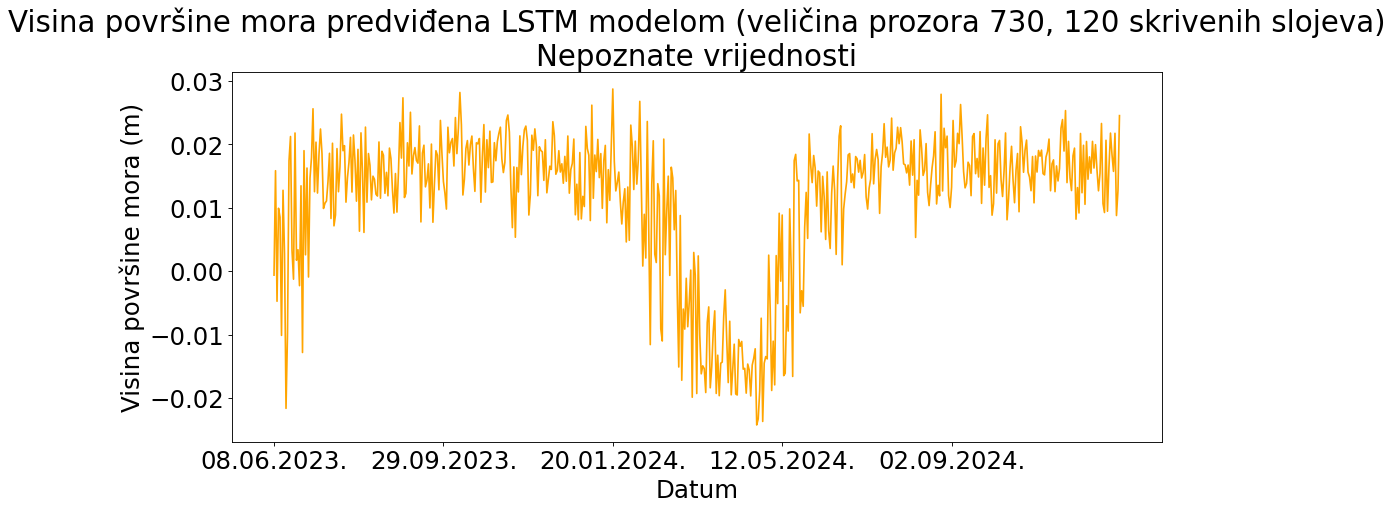 Visina površine mora predviđena LSTM modelom (veličina prozora 730, 120 skrivenih slojeva)
Nepoznate vrijednosti
Visina površine mora (m)
0.03
0.02
0.01
0.00
−0.01
−0.02
08.06.2023. 29.09.2023. 20.01.2024. 12.05.2024. 02.09.2024.
Datum